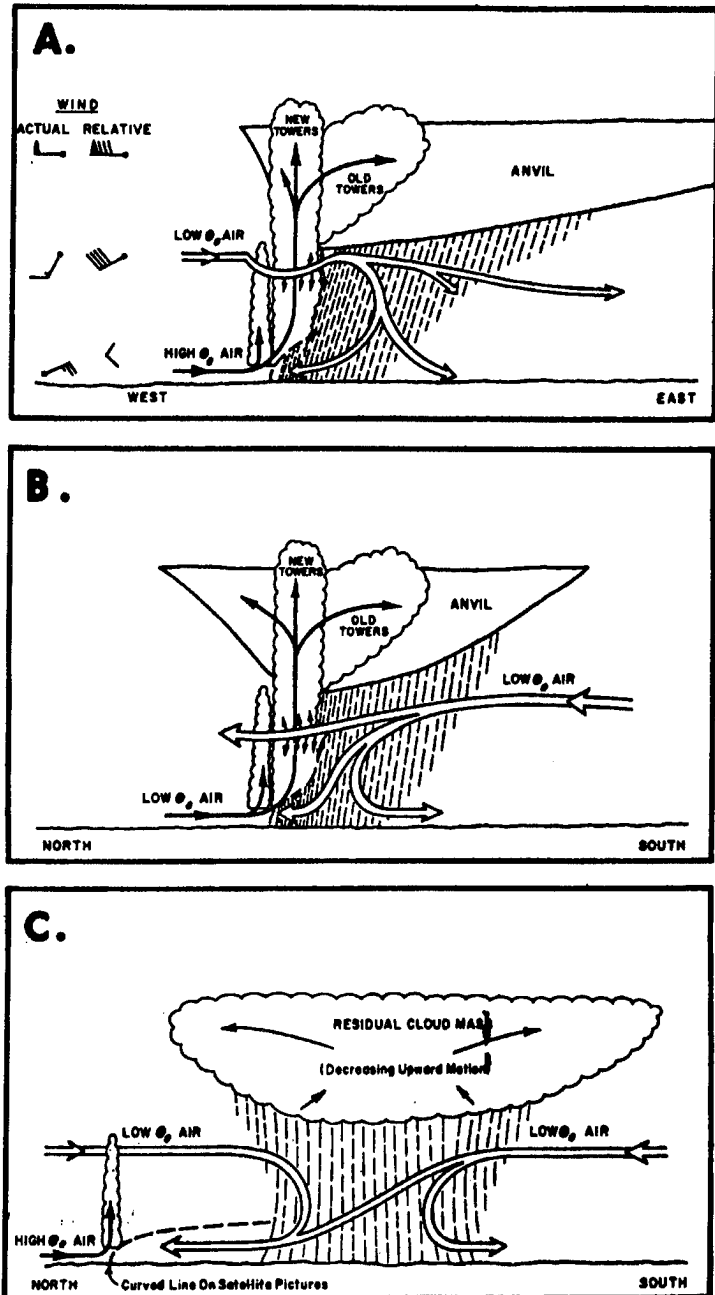 A.
WIND
ACTUAL RELATIVE
NEW
TOWERS
OLD
TOWERS
ANVIL
LOW θe AIR
HIGH θe AIR
WEST
EAST
B.
NEW
TOWERS
OLD
TOWERS
ANVIL
LOW θe AIR
LOW θe AIR
NORTH
SOUTH
C.
RESIDUAL CLOUD MASS
(Decreasing Upward Motion)
LOW θe AIR
LOW θe AIR
HIGH θe AIR
NORTH
Curved Line On Satellite Pictures
SOUTH